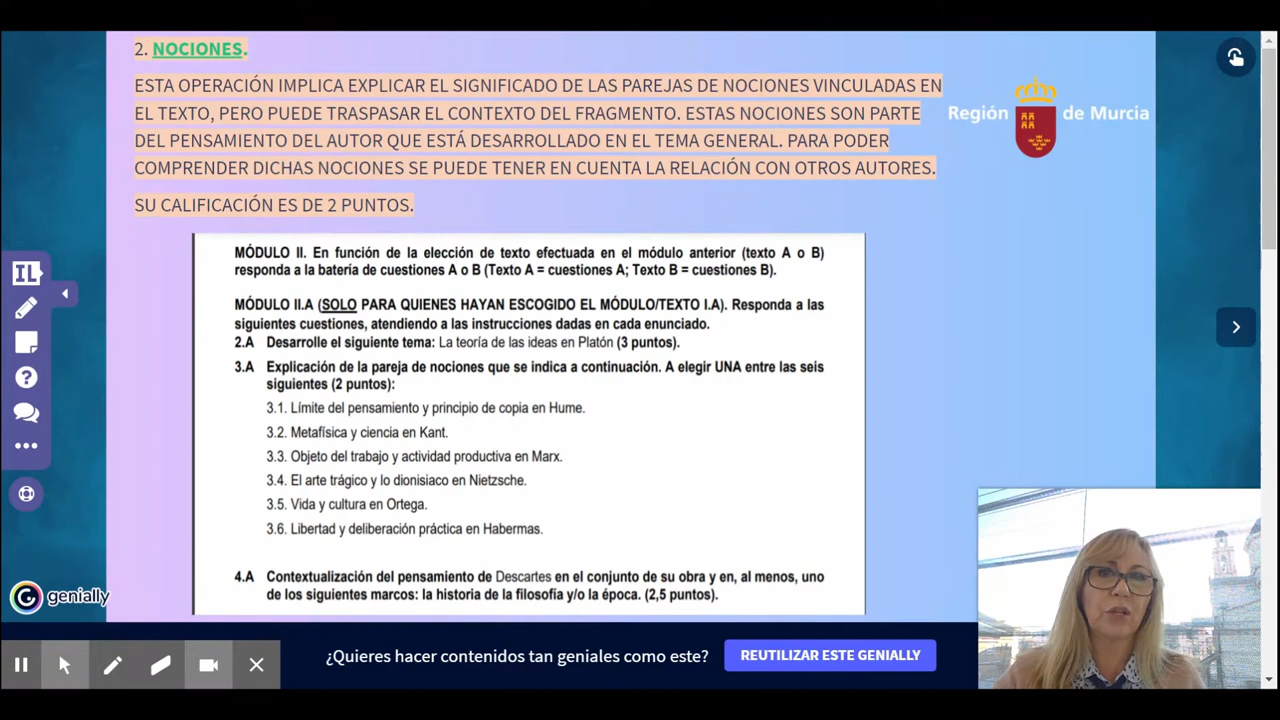 2. NOCIONES.
ESTA OPERACIÓN IMPLICA EXPLICAR EL SIGNIFICADO DE LAS PAREJAS DE NOCIONES VINCULADAS EN
EL TEXTO, PERO PUEDE TRASPASAR EL CONTEXTO DEL FRAGMENTO. ESTAS NOCIONES SON PARTE
DEL PENSAMIENTO DEL AUTOR QUE ESTÁ DESARROLLADO EN EL TEMA GENERAL. PARA PODER
COMPRENDER DICHAS NOCIONES SE PUEDE TENER EN CUENTA LA RELACIÓN CON OTROS AUTORES.
SU CALIFICACIÓN ES DE 2 PUNTOS.
Región de Murcia
MÓDULO II. En función de la elección de texto efectuada en el módulo anterior (texto A o B)
responda a la batería de cuestiones A o B (Texto A = cuestiones A; Texto B = cuestiones B).
MÓDULO II.A (SOLO PARA QUIENES HAYAN ESCOGIDO EL MÓDULO/TEXTO I.A). Responda a las
siguientes cuestiones, atendiendo a las instrucciones dadas en cada enunciado.
2.A Desarrolle el siguiente tema: La teoría de las ideas en Platón (3 puntos).
3.A Explicación de la pareja de nociones que se indica a continuación. A elegir UNA entre las seis
siguientes (2 puntos):
3.1. Límite del pensamiento y principio de copia en Hume.
3.2. Metafísica y ciencia en Kant.
3.3. Objeto del trabajo y actividad productiva en Marx.
3.4. El arte trágico y lo dionisiaco en Nietzsche.
3.5. Vida y cultura en Ortega.
3.6. Libertad y deliberación práctica en Habermas.
4.A Contextualización del pensamiento de Descartes en el conjunto de su obra y en, al menos, uno
de los siguientes marcos: la historia de la filosofía y/o la época. (2,5 puntos).
IL
genially
¿Quieres hacer contenidos tan geniales como este?
REUTILIZAR ESTE GENIALLY